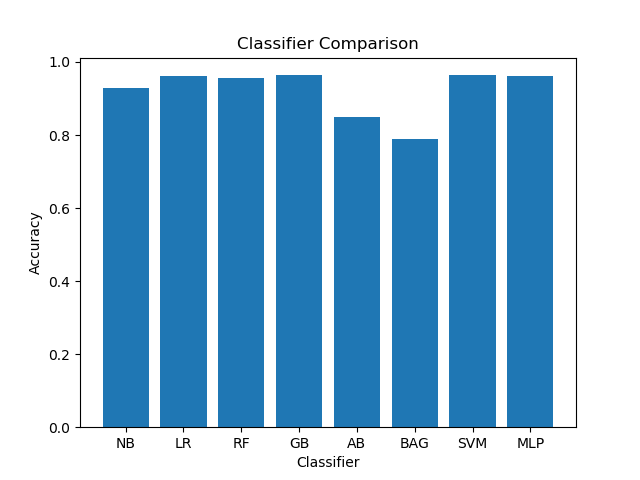 Classifier Comparison
1.0
0.8
0.6
0.4
0.2
0.0
Accuracy
NB LR RF GB AB BAG SVM MLP
Classifier